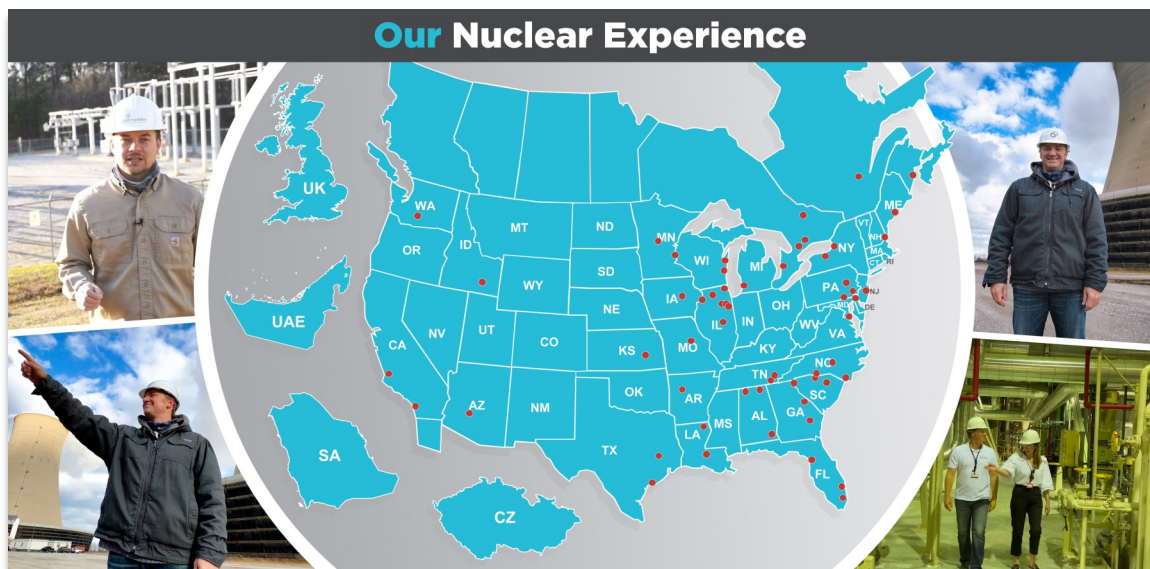 Our Nuclear Experience
UK
WA
MT
ND
MN
ME
VT
NH
OR
ID
SD
WI
MI
NY
MA
CT
RI
WY
IA
PA
NJ
UAE
NE
OH
MD
DE
NV
UT
CO
IL
IN
WV
VA
CA
KS
MO
KY
NC
TN
AZ
NM
OK
AR
SC
MS
AL
GA
LA
SA
TX
FL
CZ